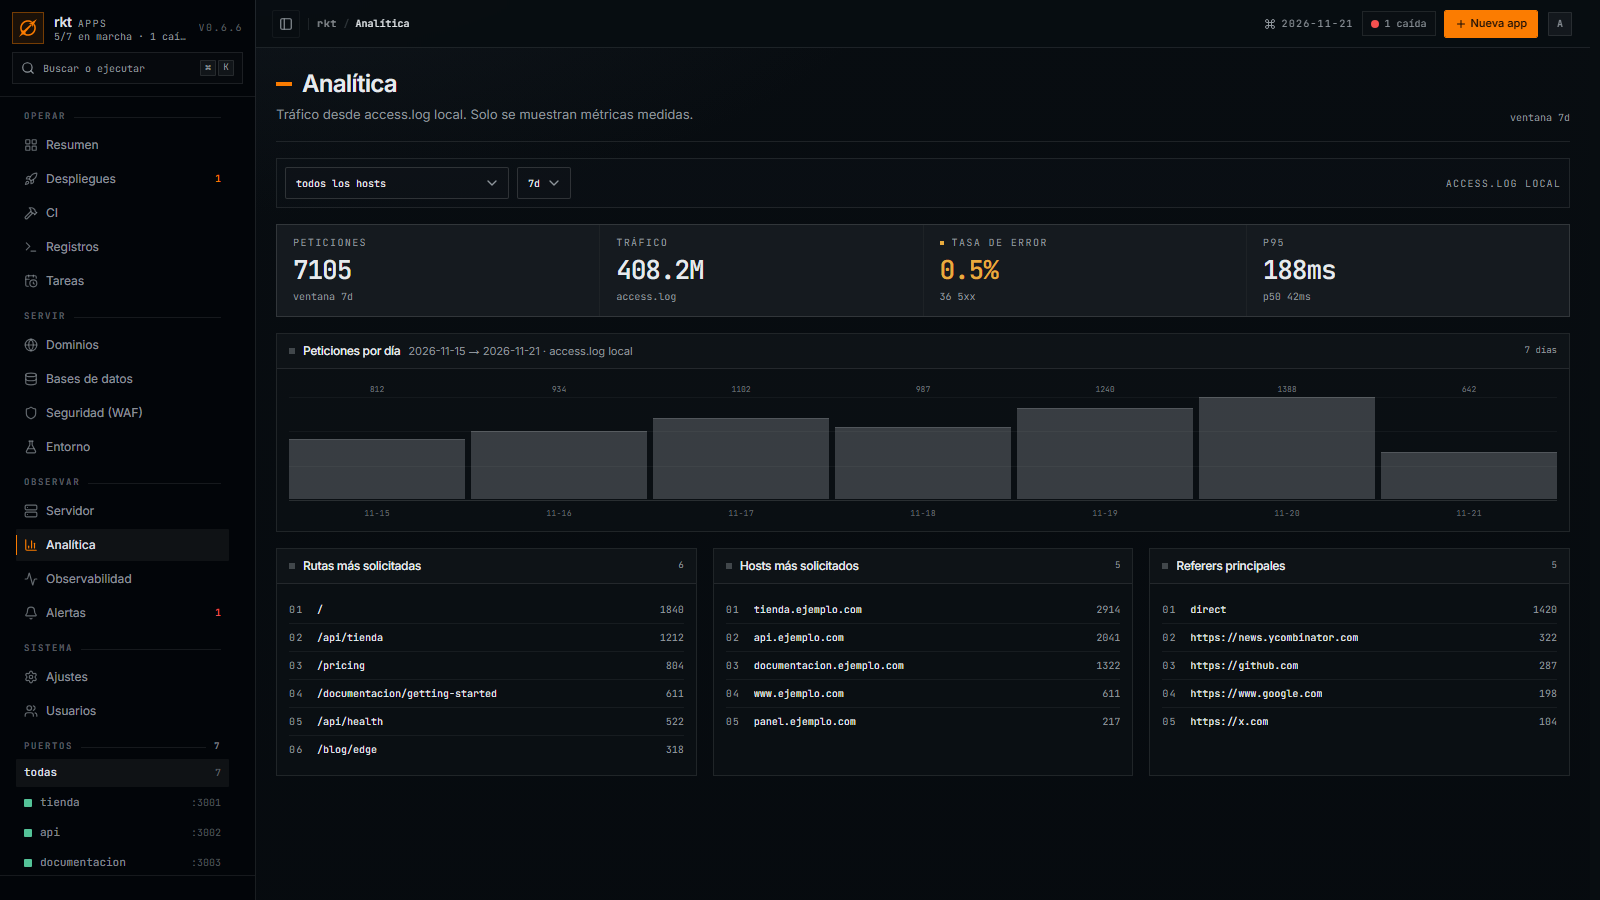 rkt APPS
5/7 en marcha · 1 caí…
V0.6.6
Buscar o ejecutar
⌘ K
OPERAR
Resumen
Despliegues 1
CI
Registros
Tareas
SERVIR
Dominios
Bases de datos
Seguridad (WAF)
Entorno
OBSERVAR
Servidor
Analítica
Observabilidad
Alertas 1
SISTEMA
Ajustes
Usuarios
PUERTOS 7
todas 7
tienda :3001
api :3002
documentacion :3003
rkt / Analítica
⌘ 2026-11-21
1 caída
+ Nueva app
A
Analítica
Tráfico desde access.log local. Solo se muestran métricas medidas.
ventana 7d
todos los hosts
7d
ACCESS.LOG LOCAL
PETICIONES
7105
ventana 7d
TRÁFICO
408.2M
access.log
TASA DE ERROR
0.5%
36 5xx
P95
188ms
p50 42ms
Peticiones por día 2026-11-15 → 2026-11-21 · access.log local
7 días
812 934 1102 987 1240 1388 642
11-15 11-16 11-17 11-18 11-19 11-20 11-21
Rutas más solicitadas 6
01 / 1840
02 /api/tienda 1212
03 /pricing 804
04 /documentacion/getting-started 611
05 /api/health 522
06 /blog/edge 318
Hosts más solicitados 5
01 tienda.ejemplo.com 2914
02 api.ejemplo.com 2041
03 documentacion.ejemplo.com 1322
04 www.ejemplo.com 611
05 panel.ejemplo.com 217
Referers principales 5
01 direct 1420
02 https://news.ycombinator.com 322
03 https://github.com 287
04 https://www.google.com 198
05 https://x.com 104